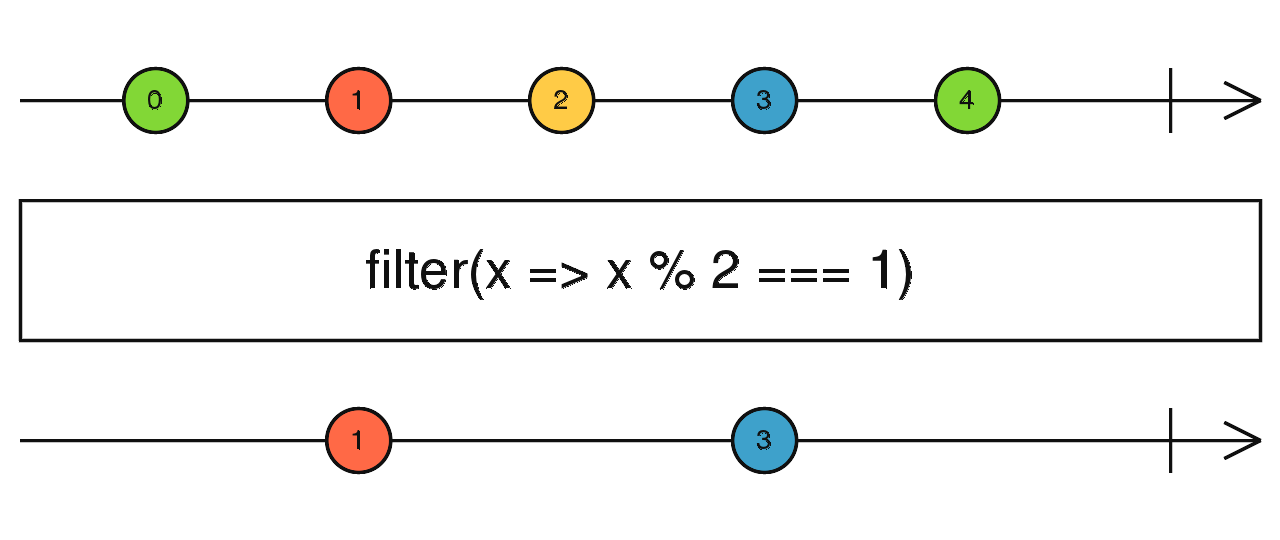 0 1 2 3 4
filter(x => x % 2 === 1)
1 3